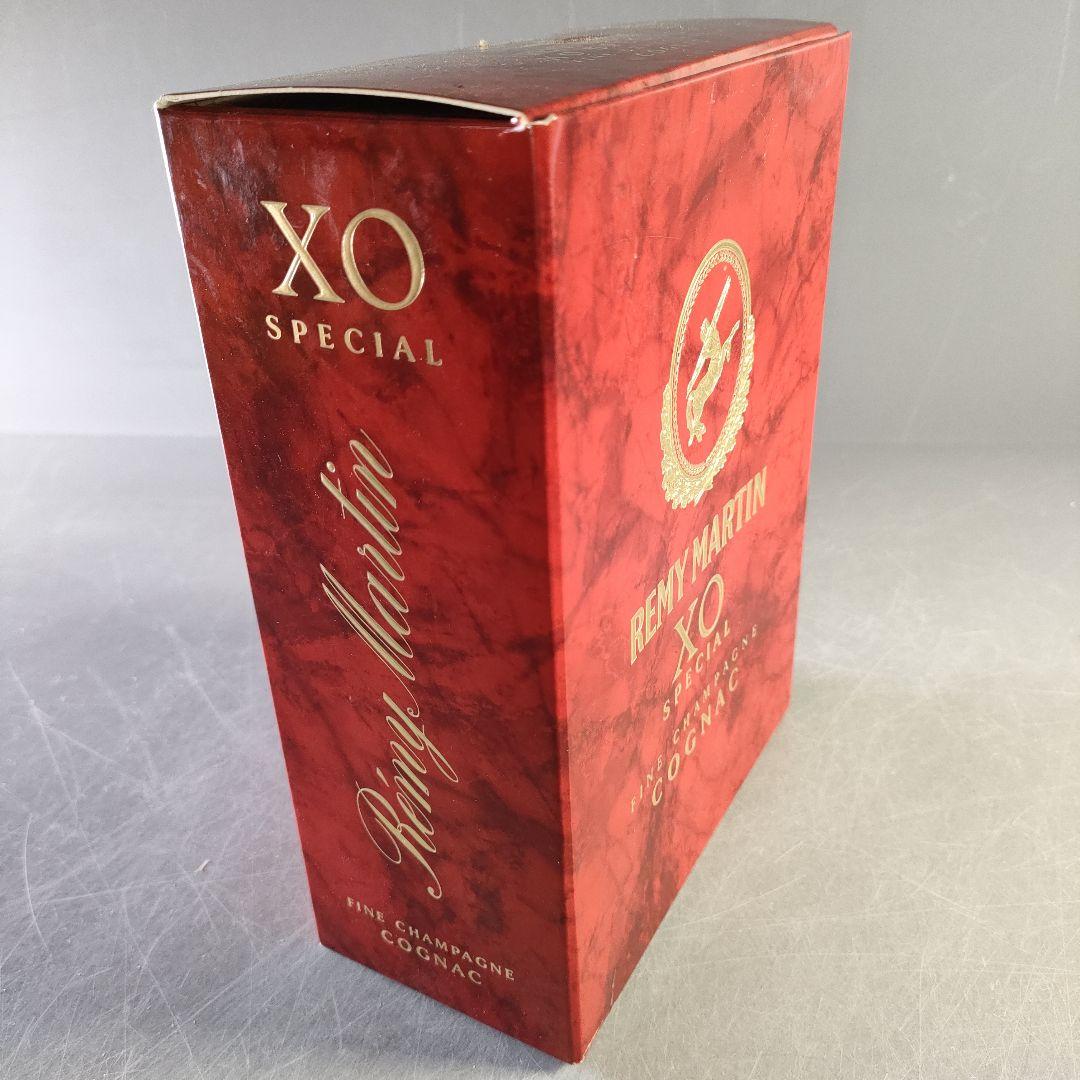 XO
SPECIAL
Rémy Martin
FINE CHAMPAGNE
COGNAC
REMY MARTIN
XO
SPECIAL
FINE CHAMPAGNE
COGNAC